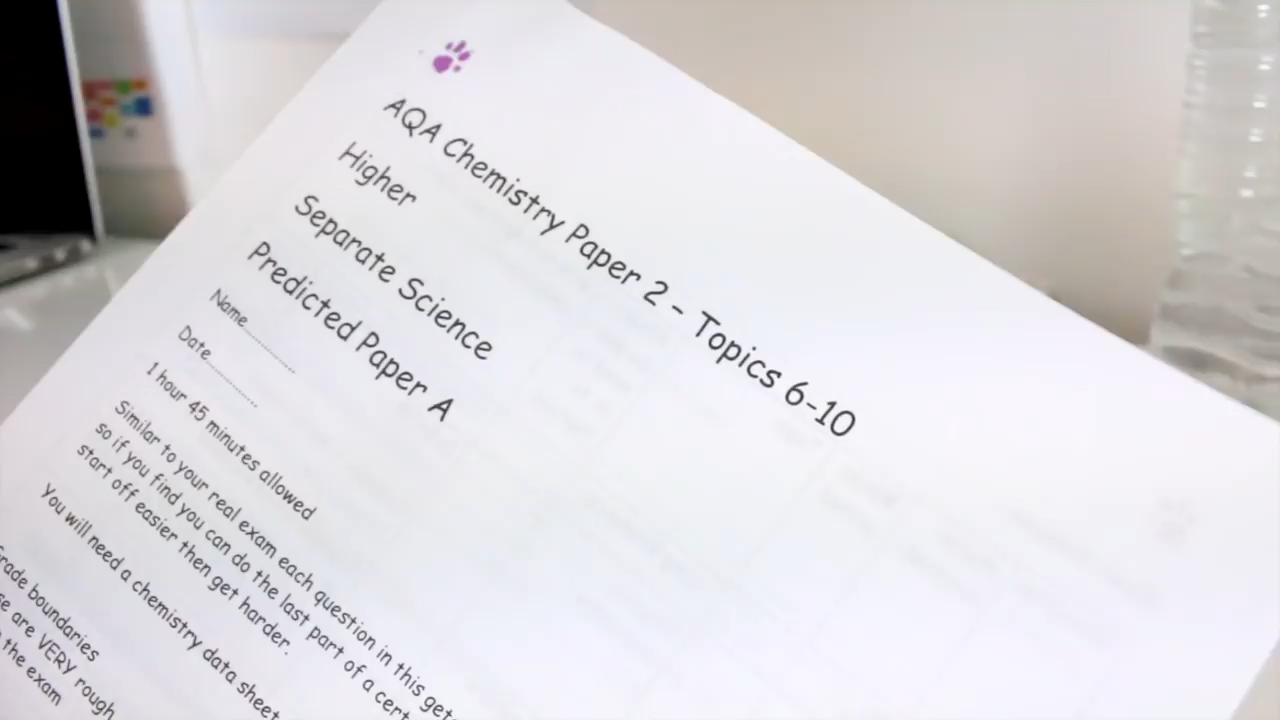 AQA Chemistry Paper 2 - Topics 6-10
Higher
Separate Science
Predicted Paper A
Name..............
Date..............
1 hour 45 minutes allowed
Similar to your real exam each question in this gets
so if you find you can do the last part of a
start off easier then get harder.
You will need a chemistry data sheet
boundaries
are VERY rough
the exam